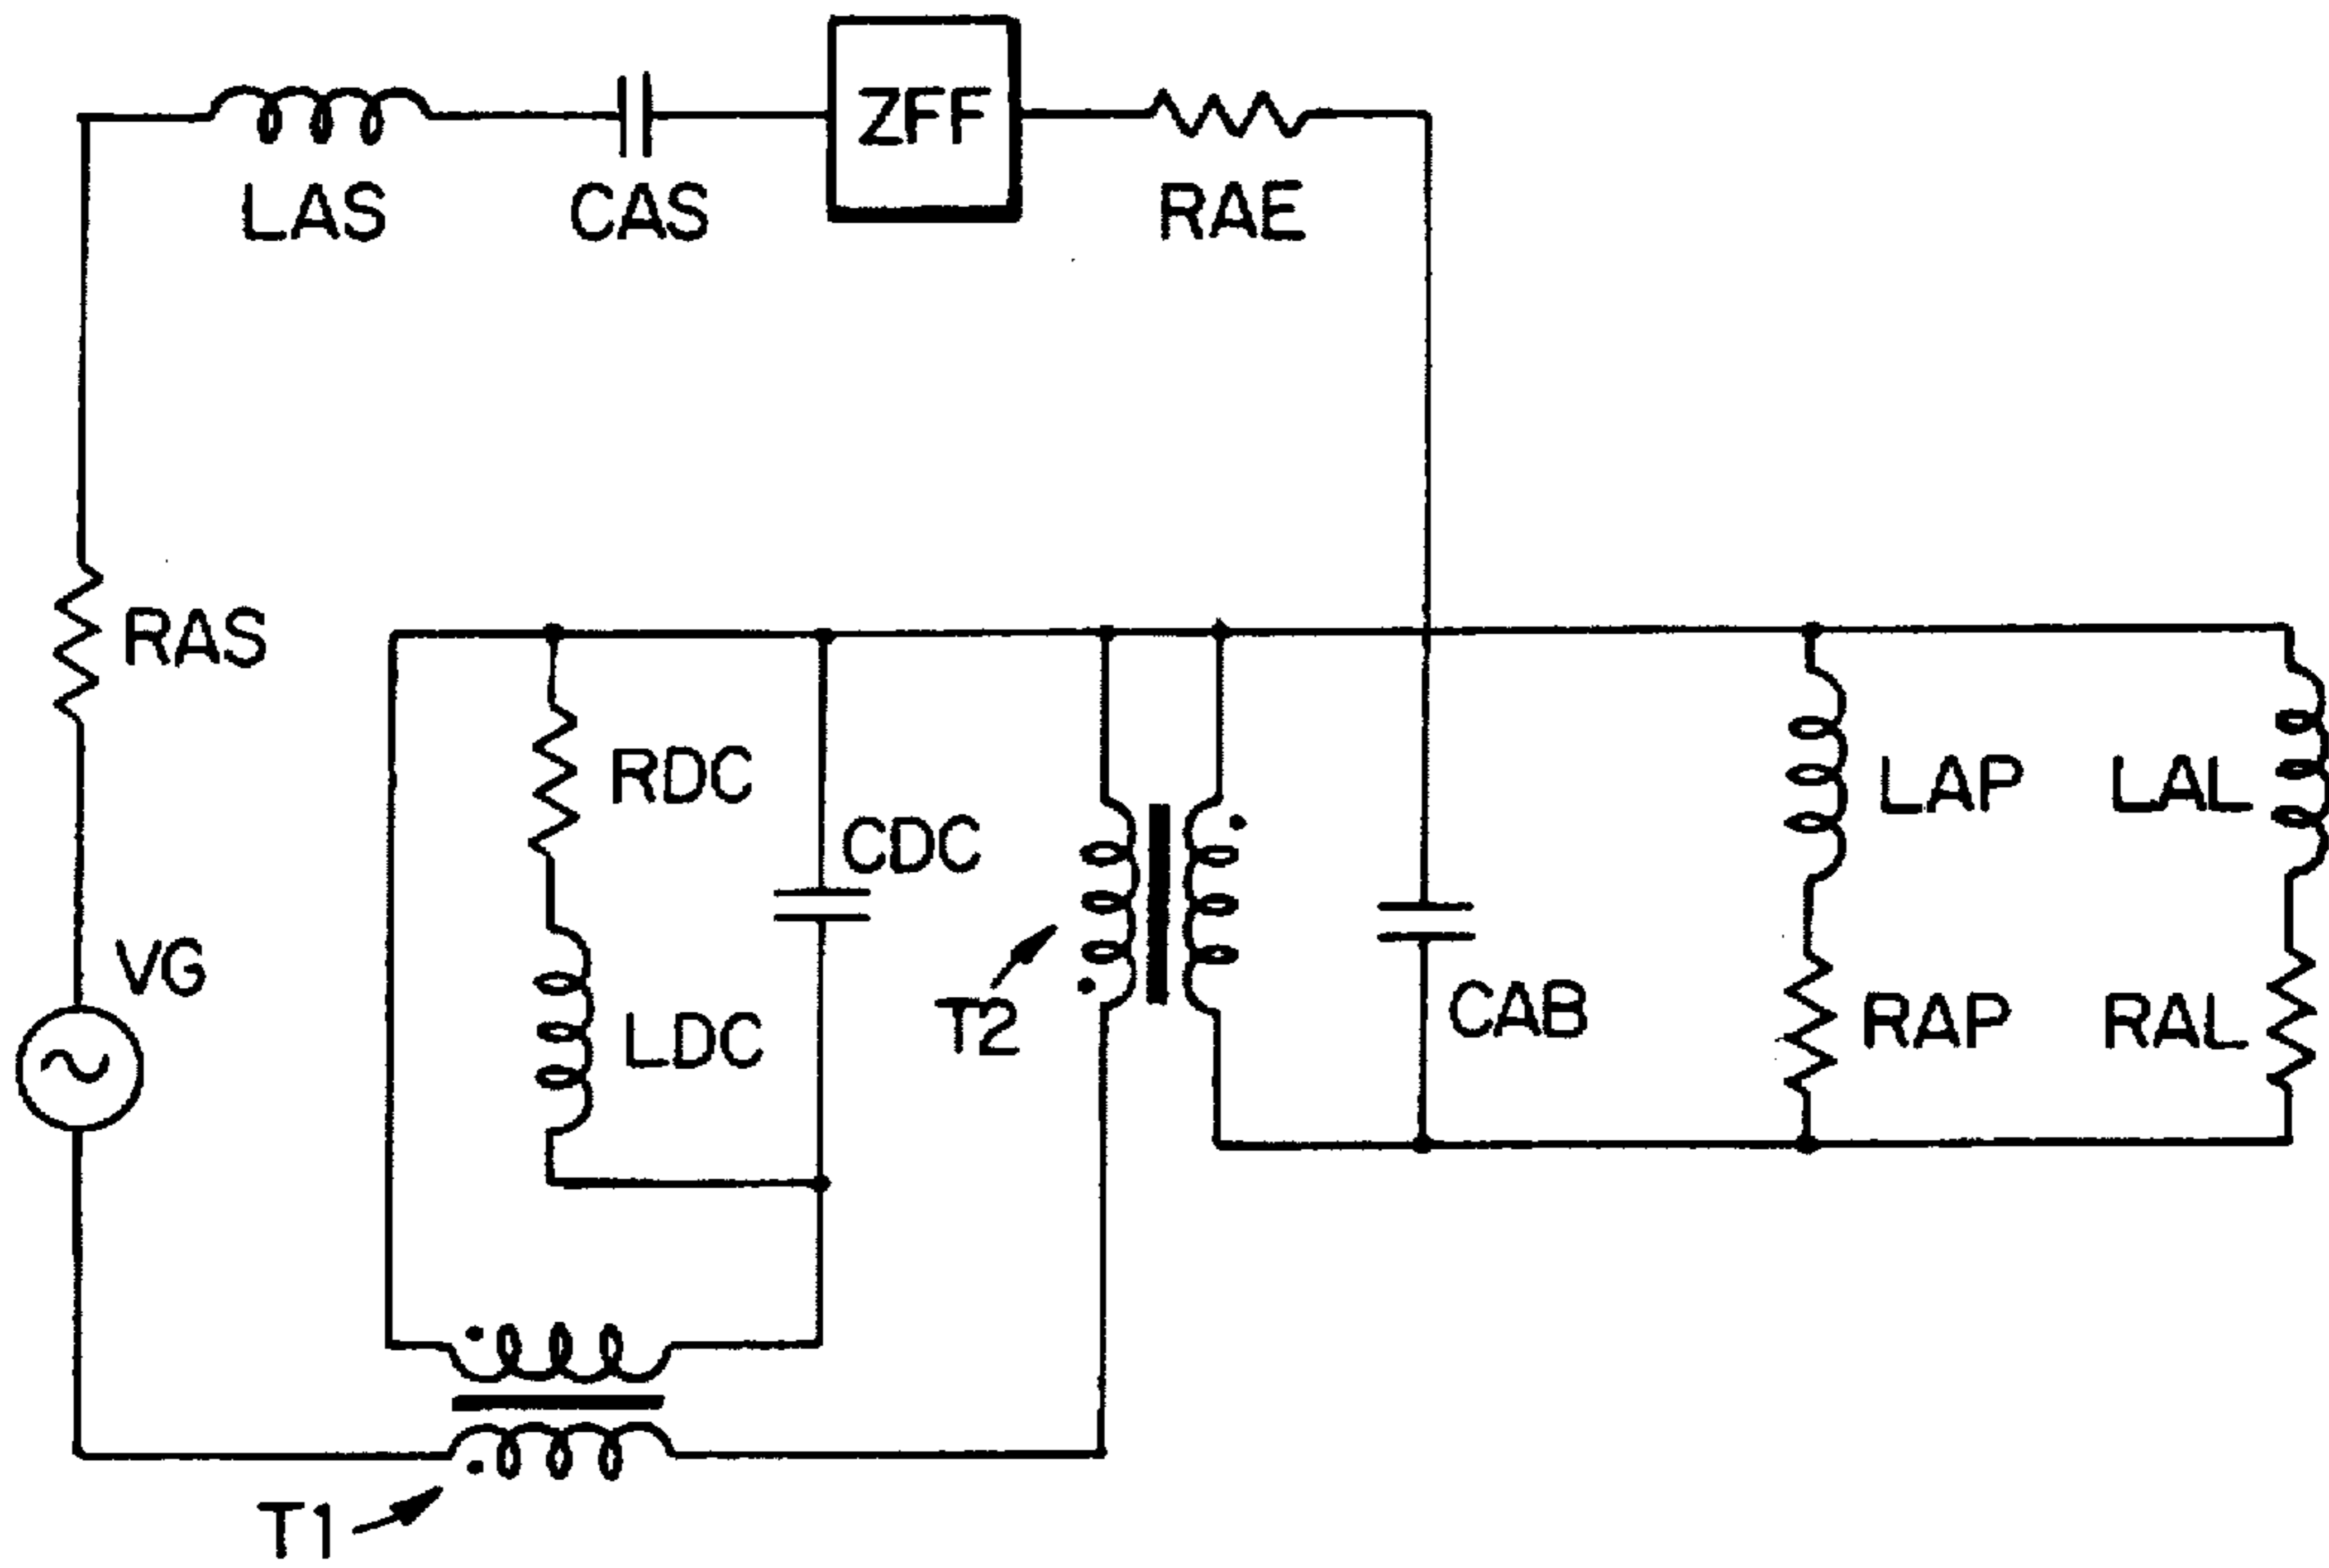 ZFF
LAS
CAS
RAE
RAS
RDC
CDC
LAP
LAL
VG
LDC
T2
CAB
RAP
RAL
T1